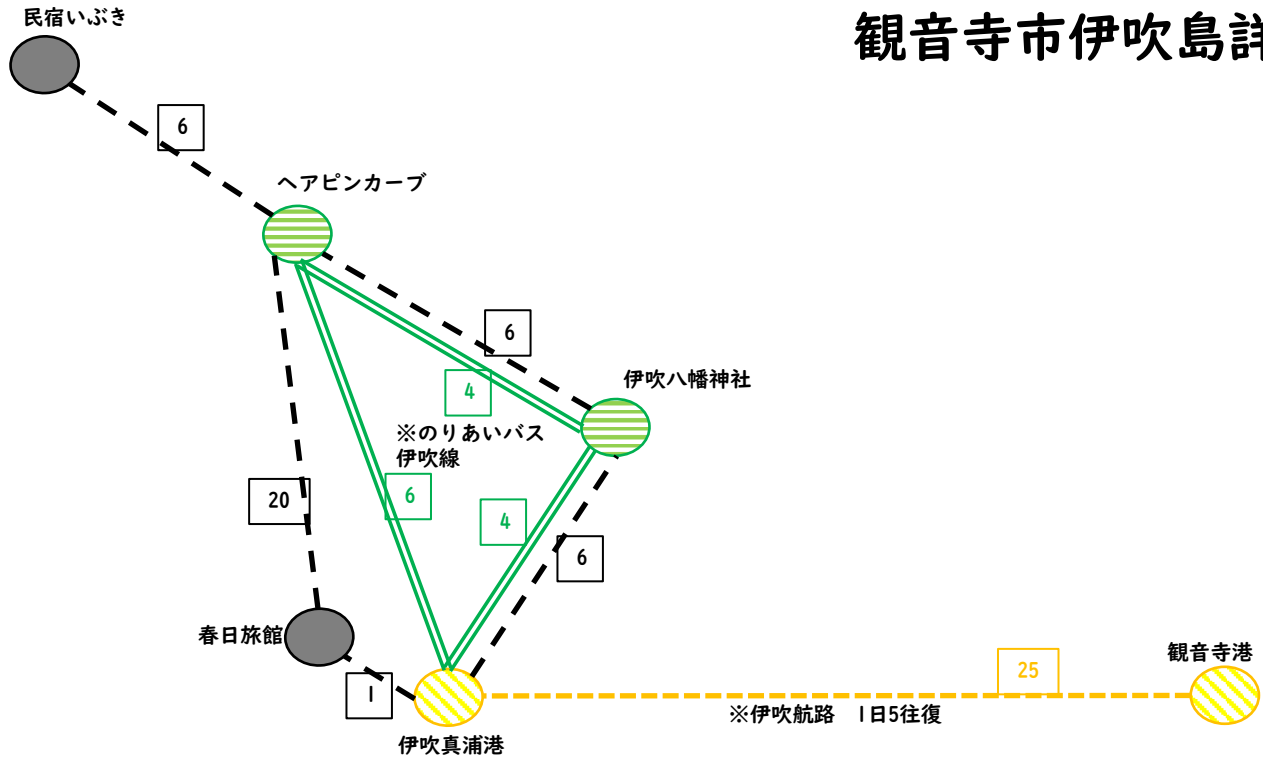 民宿いぶき
観音寺市伊吹島詳
6
ヘアピンカーブ
6
伊吹八幡神社
4
※のりあいバス
伊吹線
20
6
4
6
春日旅館
観音寺港
25
1
※伊吹航路　1日5往復
伊吹真浦港